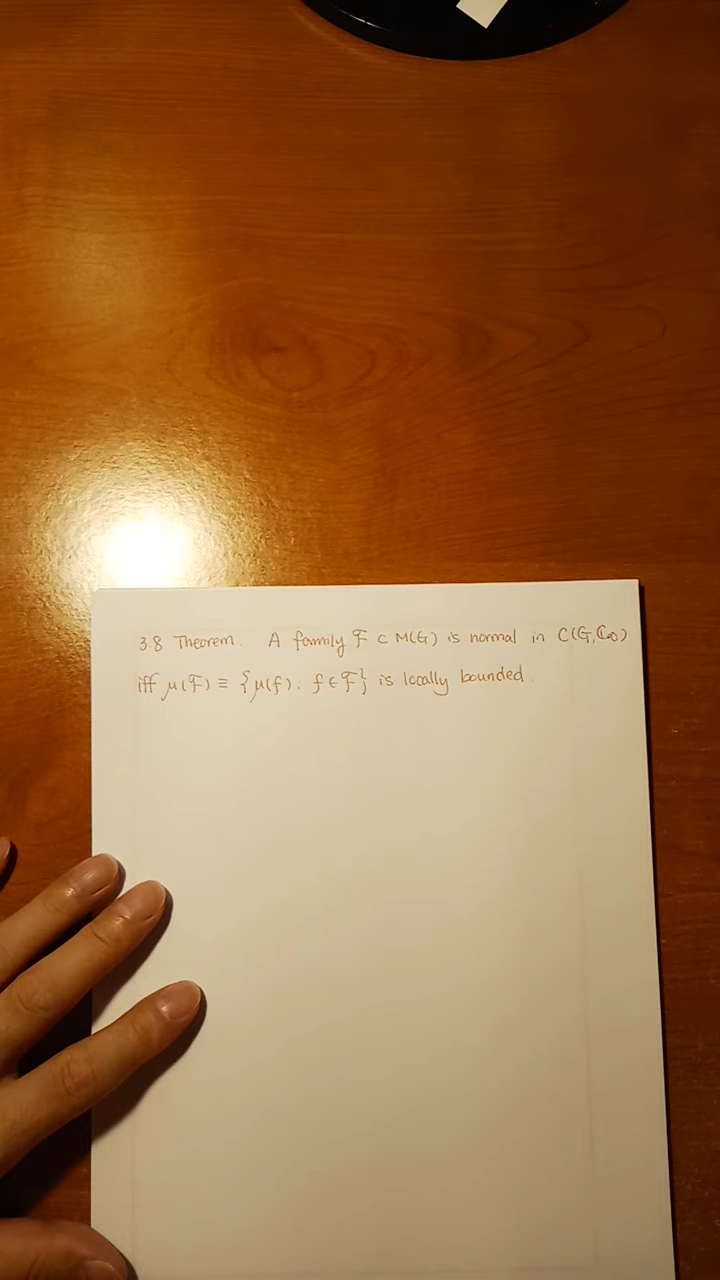 3.8 Theorem. A family ℱ ⊂ M(G) is normal in C(G,ℂ∞)
iff μ(ℱ) ≡ {μ(f): f ∈ ℱ} is locally bounded.